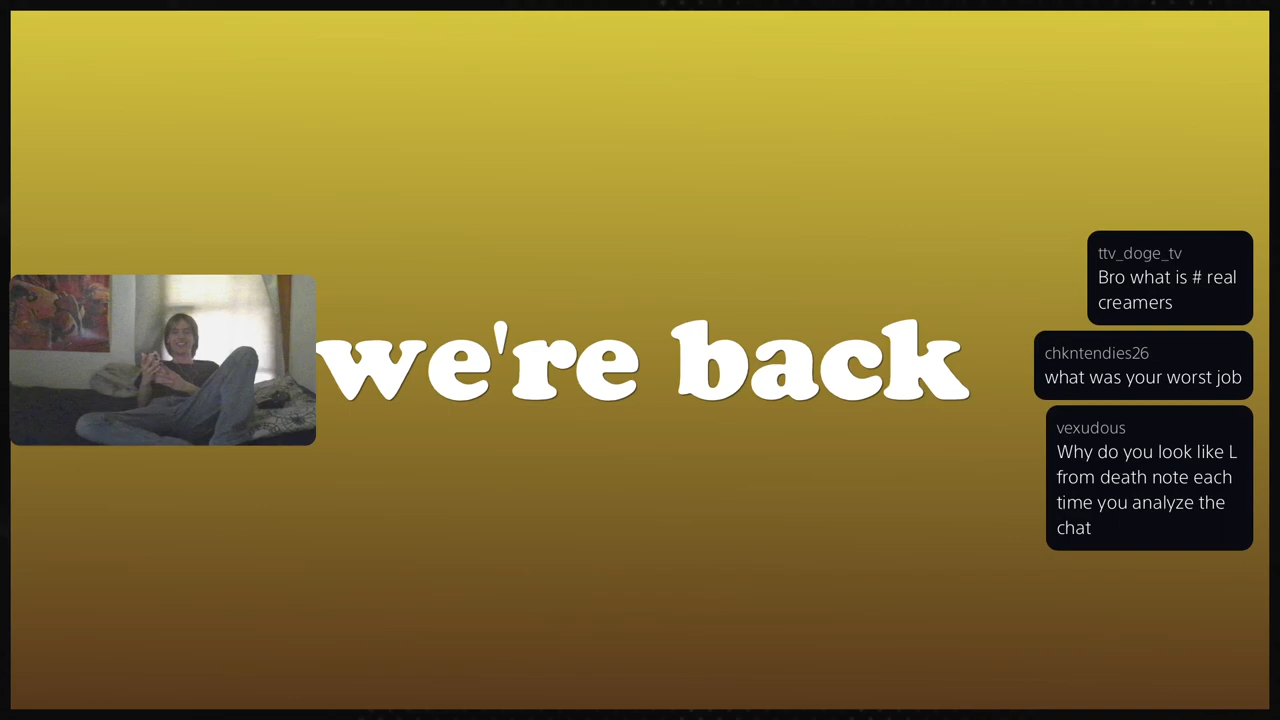 we're back
ttv_doge_tv
Bro what is # real
creamers
chkntendies26
what was your worst job
vexudous
Why do you look like L
from death note each
time you analyze the
chat